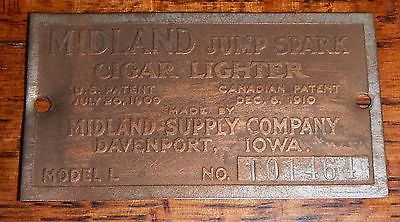 MIDLAND JUMP SPARK
CIGAR LIGHTER
U.S. PATENT CANADIAN PATENT
JULY 20, 1909 DEC. 6, 1910
MADE BY
MIDLAND SUPPLY COMPANY
DAVENPORT, IOWA.
MODEL L NO. 101464